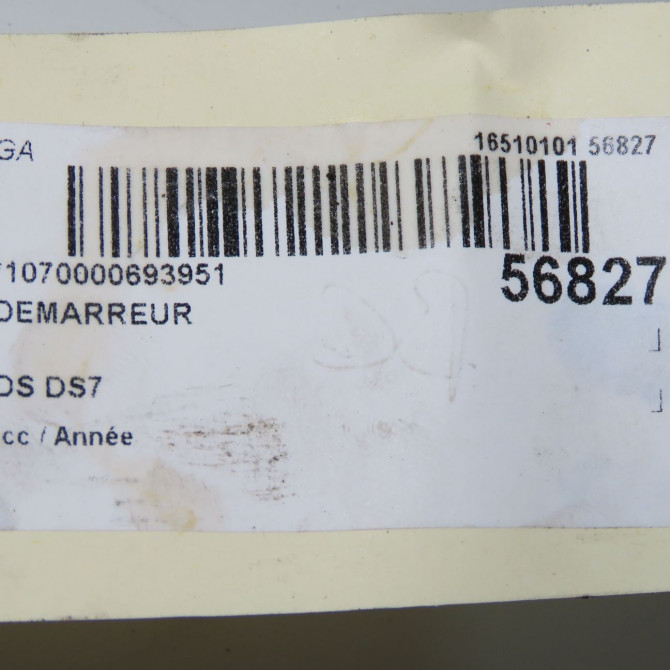 GA
16510101 56827
71070000693951
56827
DEMARREUR
DS DS7
cc / Année